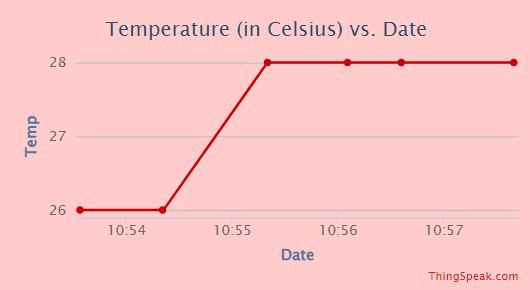 Temperature (in Celsius) vs. Date
28
27
26
Temp
10:54 10:55 10:56 10:57
Date
ThingSpeak.com